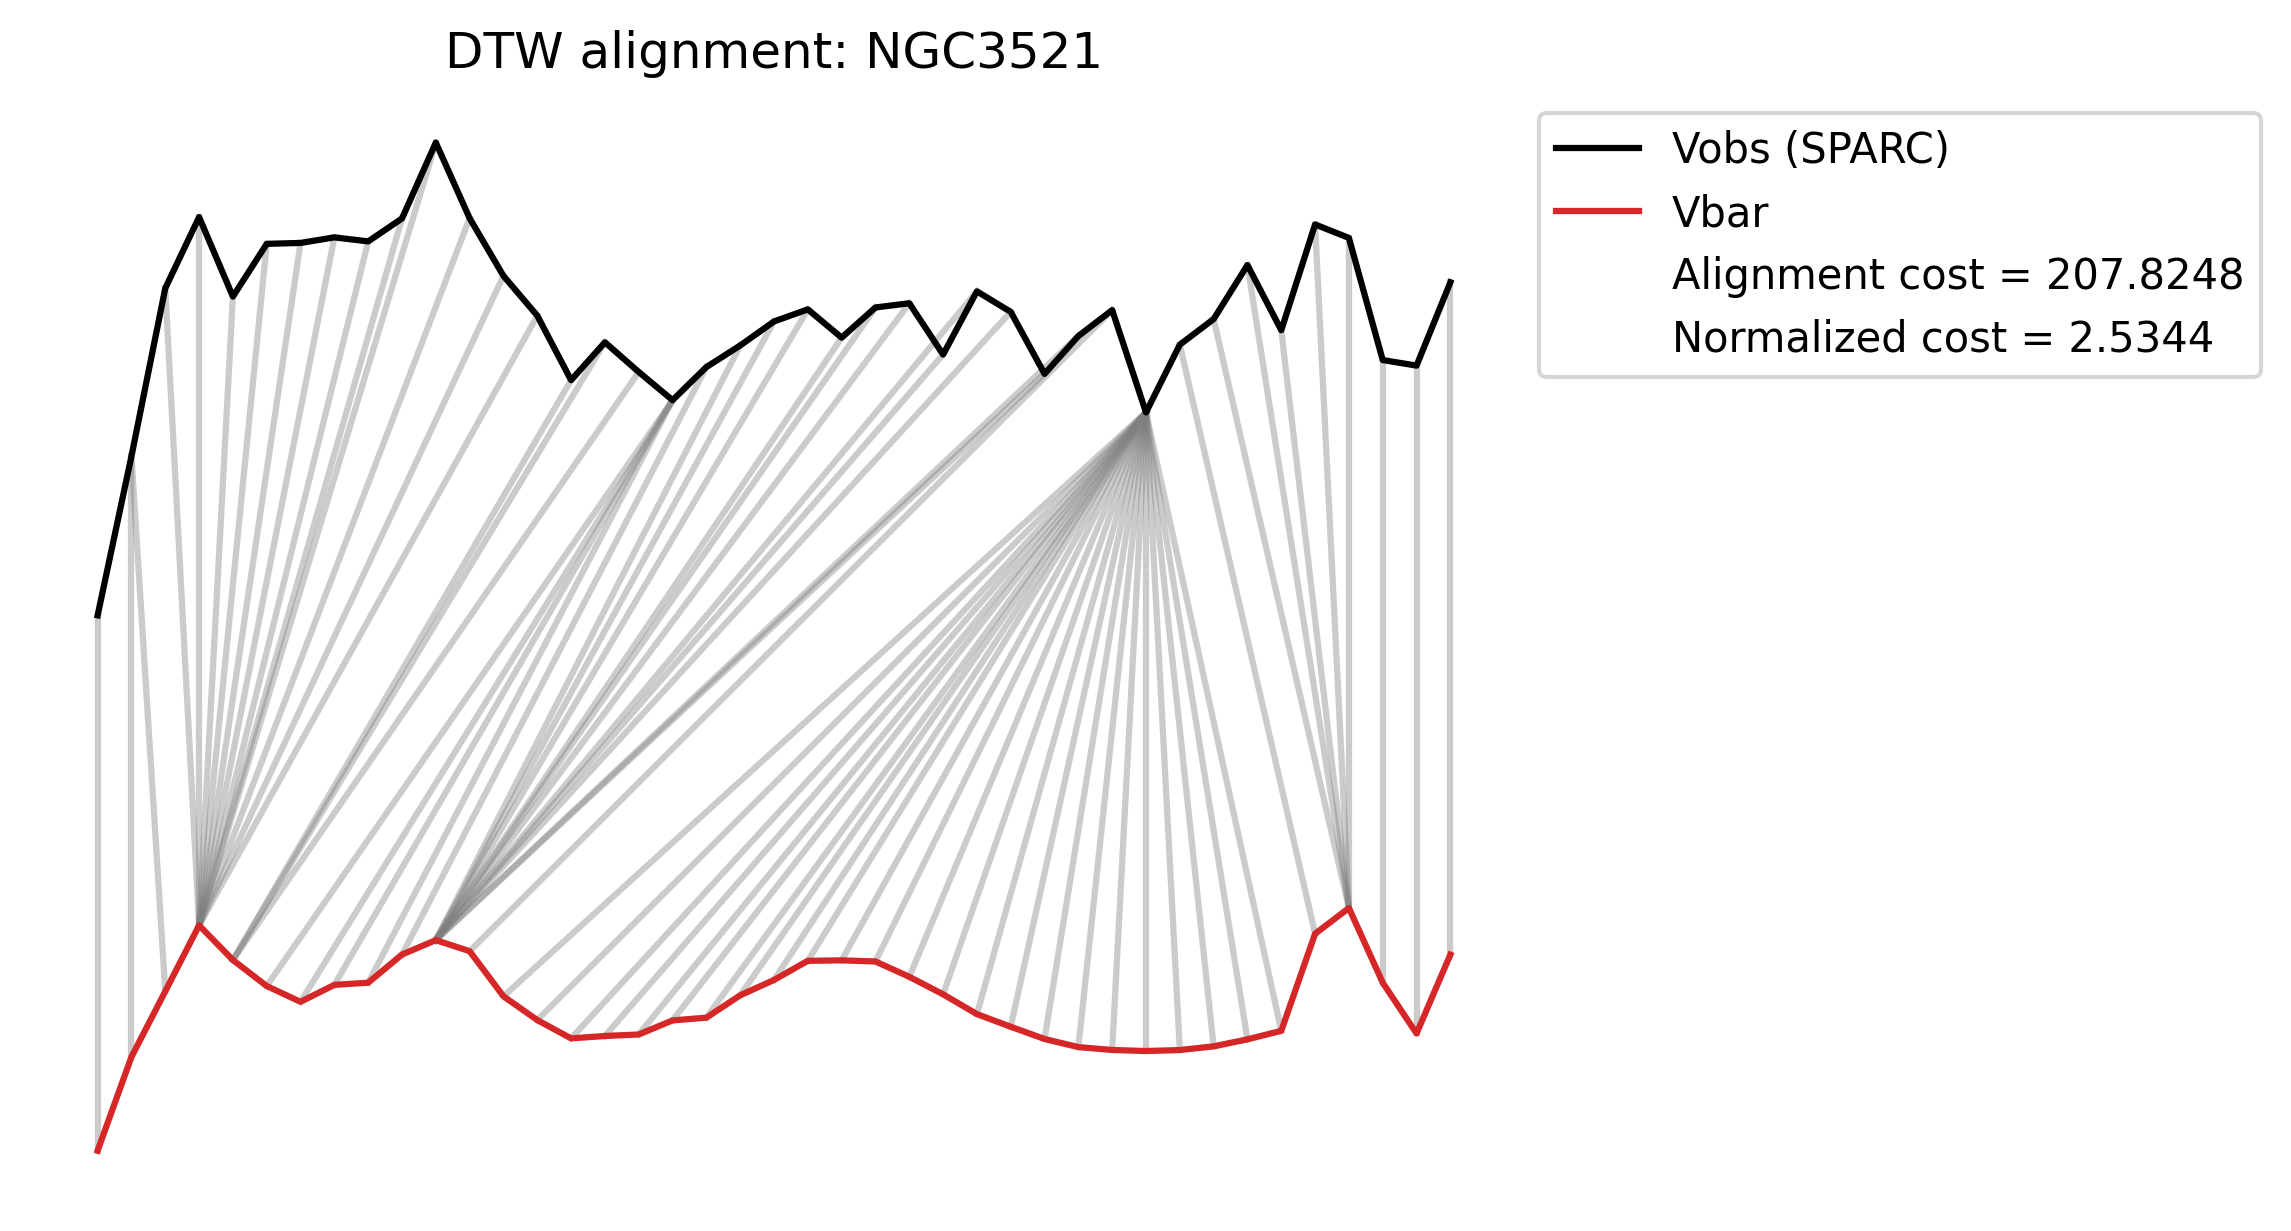 DTW alignment: NGC3521
Vobs (SPARC)
Vbar
Alignment cost = 207.8248
Normalized cost = 2.5344